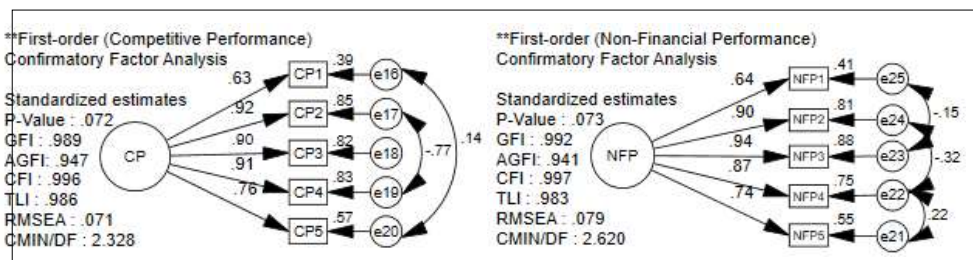 **First-order (Competitive Performance)
Confirmatory Factor Analysis
Standardized estimates
P-Value : .072
GFI : .989
AGFI: .947
CFI : .996
TLI : .986
RMSEA : .071
CMIN/DF : 2.328
CP
.63
.92
.90
.91
.76
.39
CP1
e16
.85
CP2
e17
.82
CP3
e18
.83
CP4
e19
.57
CP5
e20
-.77
.14
**First-order (Non-Financial Performance)
Confirmatory Factor Analysis
Standardized estimates
P-Value : .073
GFI : .992
AGFI: .941
CFI : .997
TLI : .983
RMSEA : .079
CMIN/DF : 2.620
NFP
.64
.90
.94
.87
.74
.41
NFP1
e25
.81
NFP2
e24
.88
NFP3
e23
.75
NFP4
e22
.55
NFP5
e21
-.15
-.32
.22